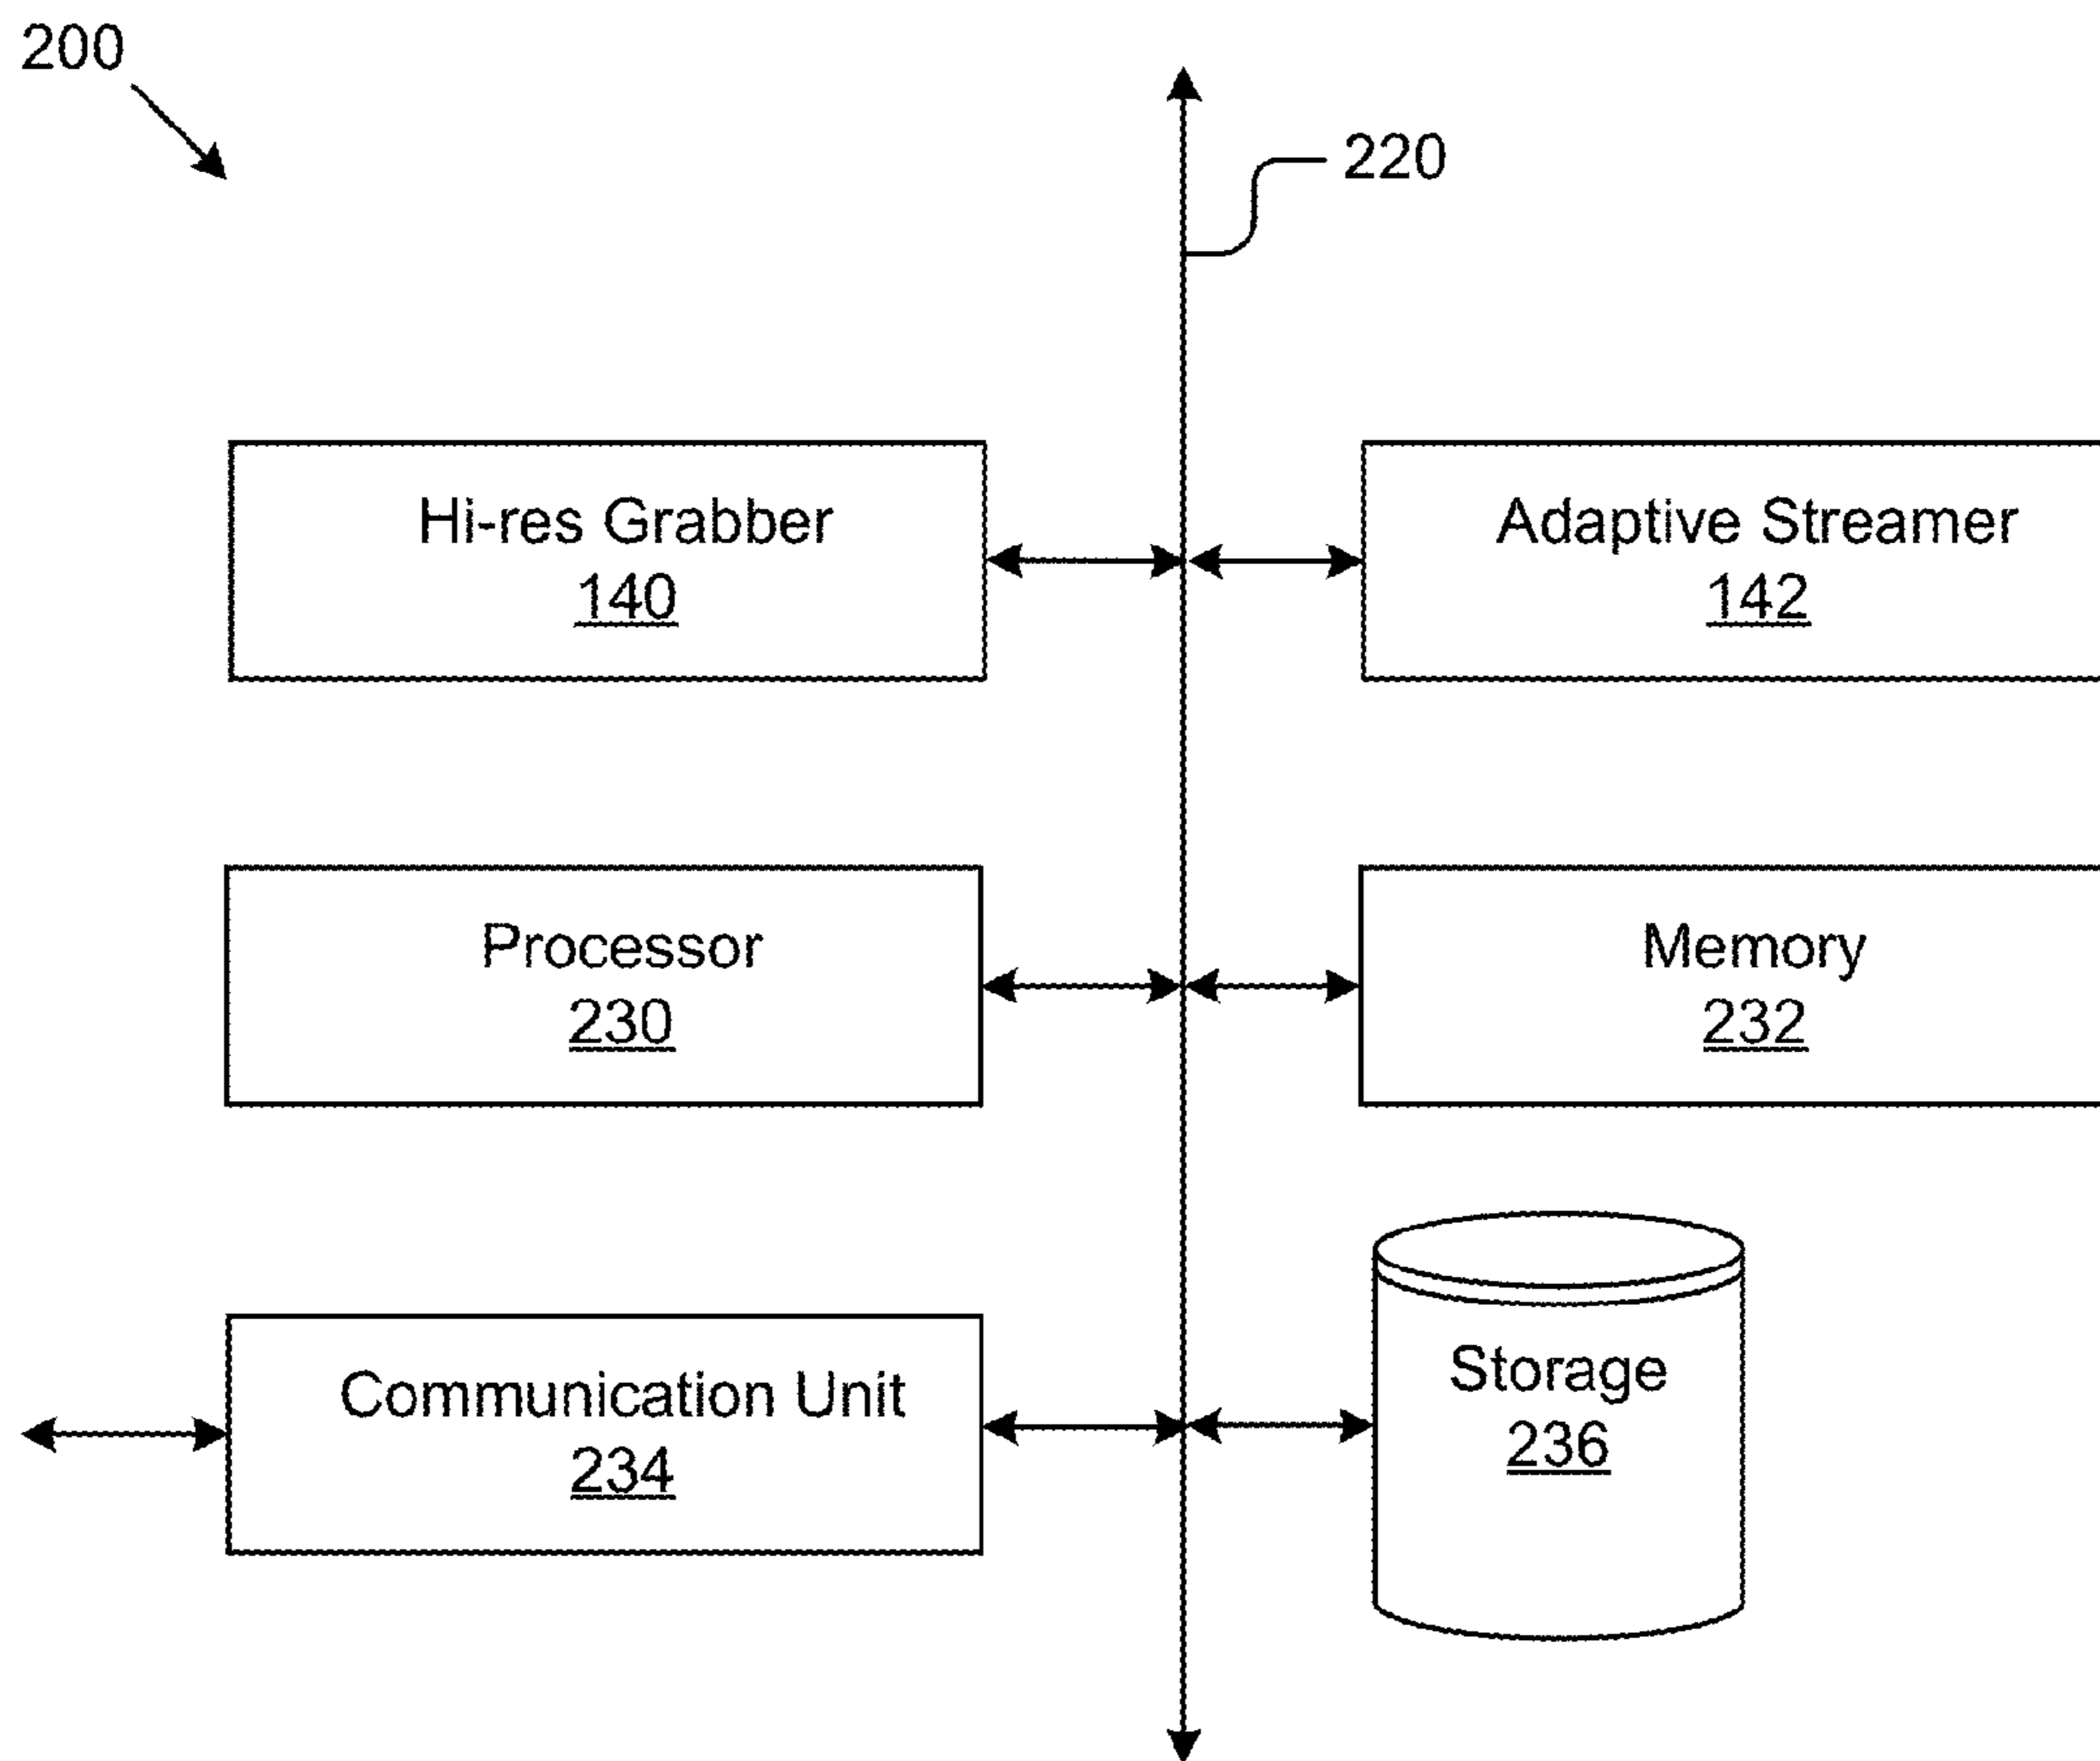 200
220
Hi-res Grabber
140
Adaptive Streamer
142
Processor
230
Memory
232
Communication Unit
234
Storage
236